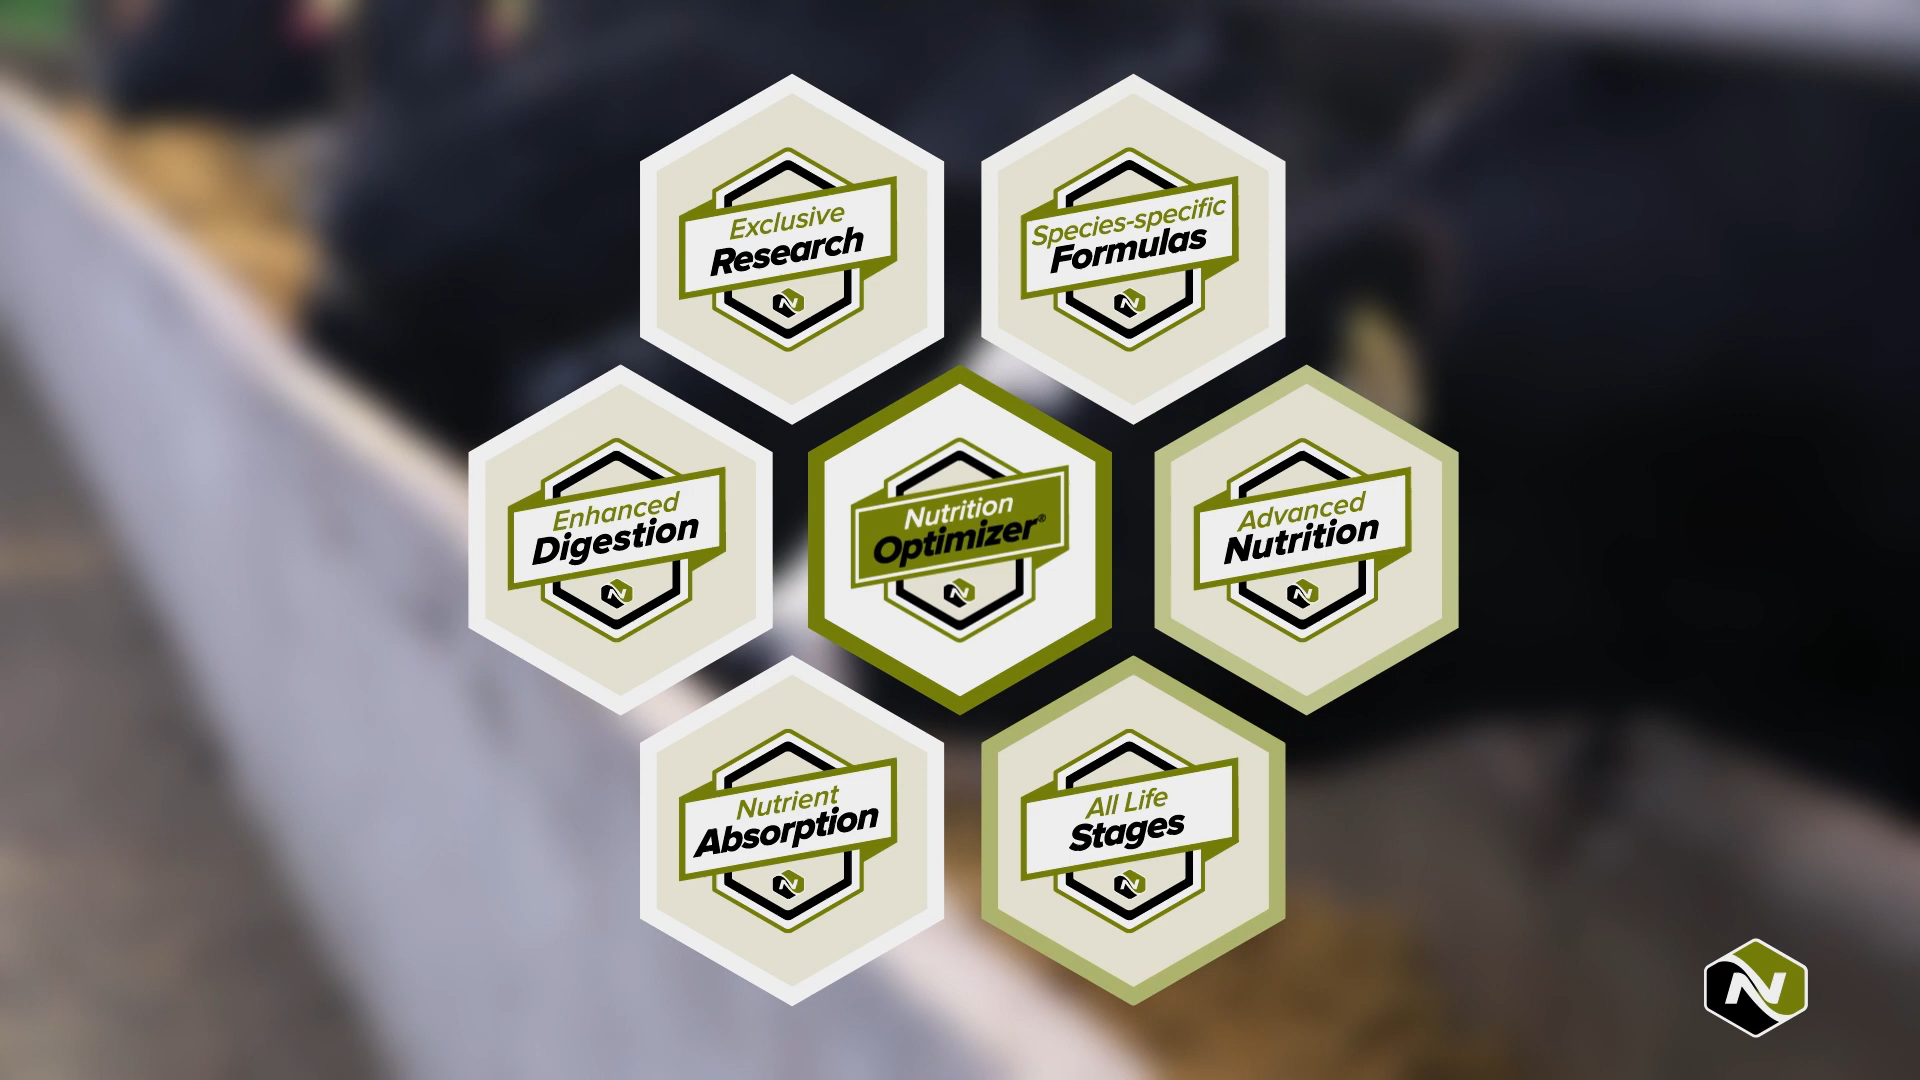 Exclusive
Research
Species-specific
Formulas
Enhanced
Digestion
Nutrition
Optimizer®
Advanced
Nutrition
Nutrient
Absorption
All Life
Stages